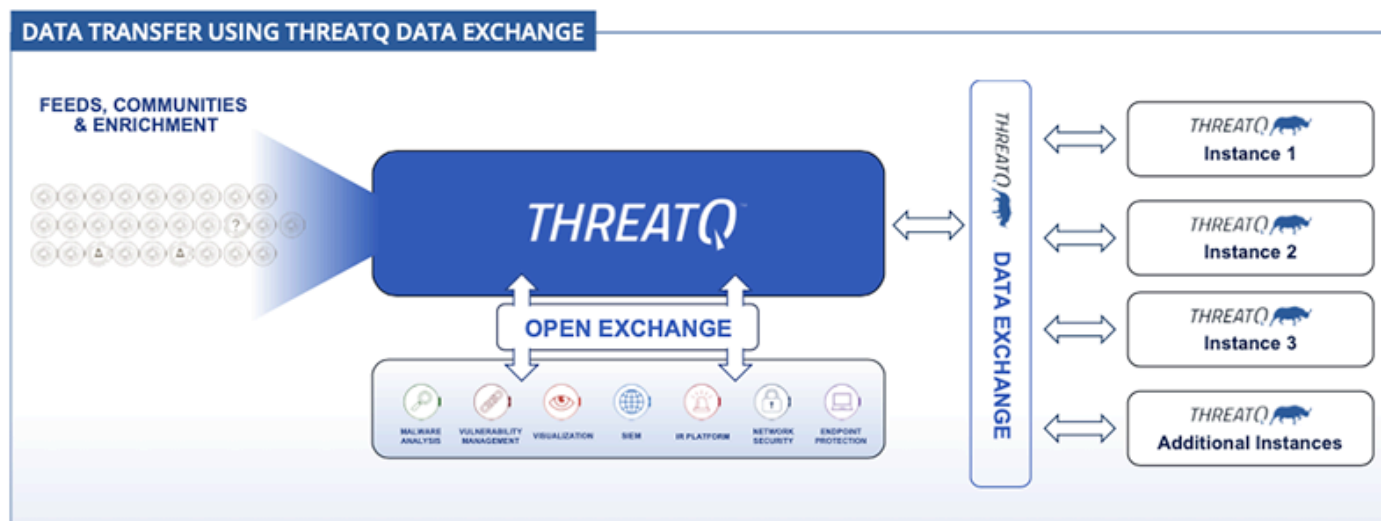 DATA TRANSFER USING THREATQ DATA EXCHANGE
FEEDS, COMMUNITIES
& ENRICHMENT
?
THREATQ™
OPEN EXCHANGE
MALWARE
ANALYSIS
VULNERABILITY
MANAGEMENT
VISUALIZATION
SIEM
IR PLATFORM
NETWORK
SECURITY
ENDPOINT
PROTECTION
THREATQ
DATA EXCHANGE
THREATQ
Instance 1
THREATQ
Instance 2
THREATQ
Instance 3
THREATQ
Additional Instances